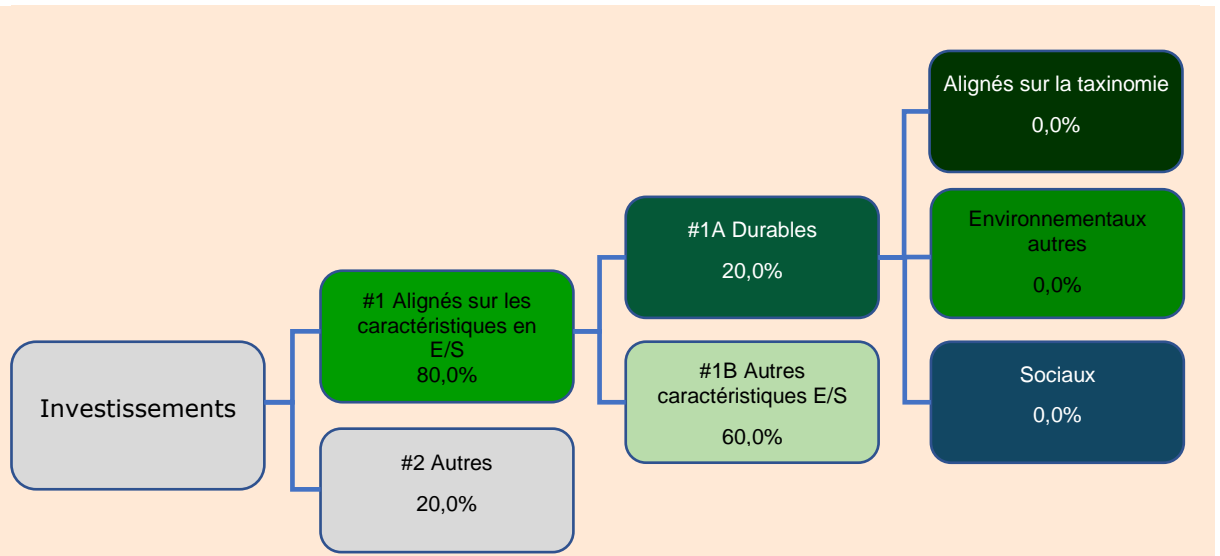 Investissements
#1 Alignés sur les
caractéristiques en
E/S
80,0%
#2 Autres
20,0%
#1A Durables
20,0%
#1B Autres
caractéristiques E/S
60,0%
Alignés sur la taxinomie
0,0%
Environnementaux
autres
0,0%
Sociaux
0,0%